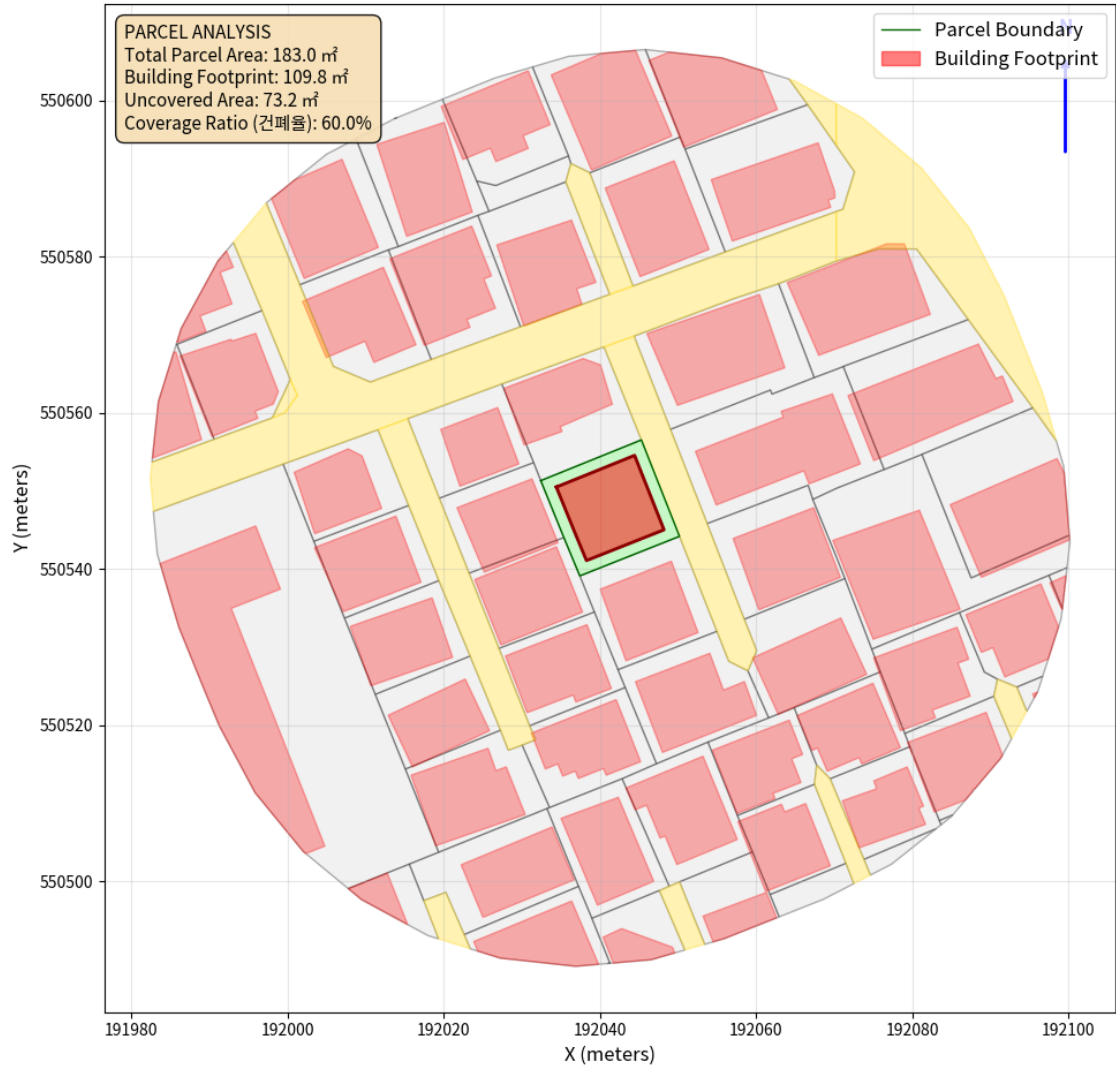 PARCEL ANALYSIS
Total Parcel Area: 183.0 ㎡
Building Footprint: 109.8 ㎡
Uncovered Area: 73.2 ㎡
Coverage Ratio (건폐율): 60.0%
N
Parcel Boundary
Building Footprint
550600
550580
550560
550540
550520
550500
Y (meters)
191980
192000
192020
192040
192060
192080
192100
X (meters)